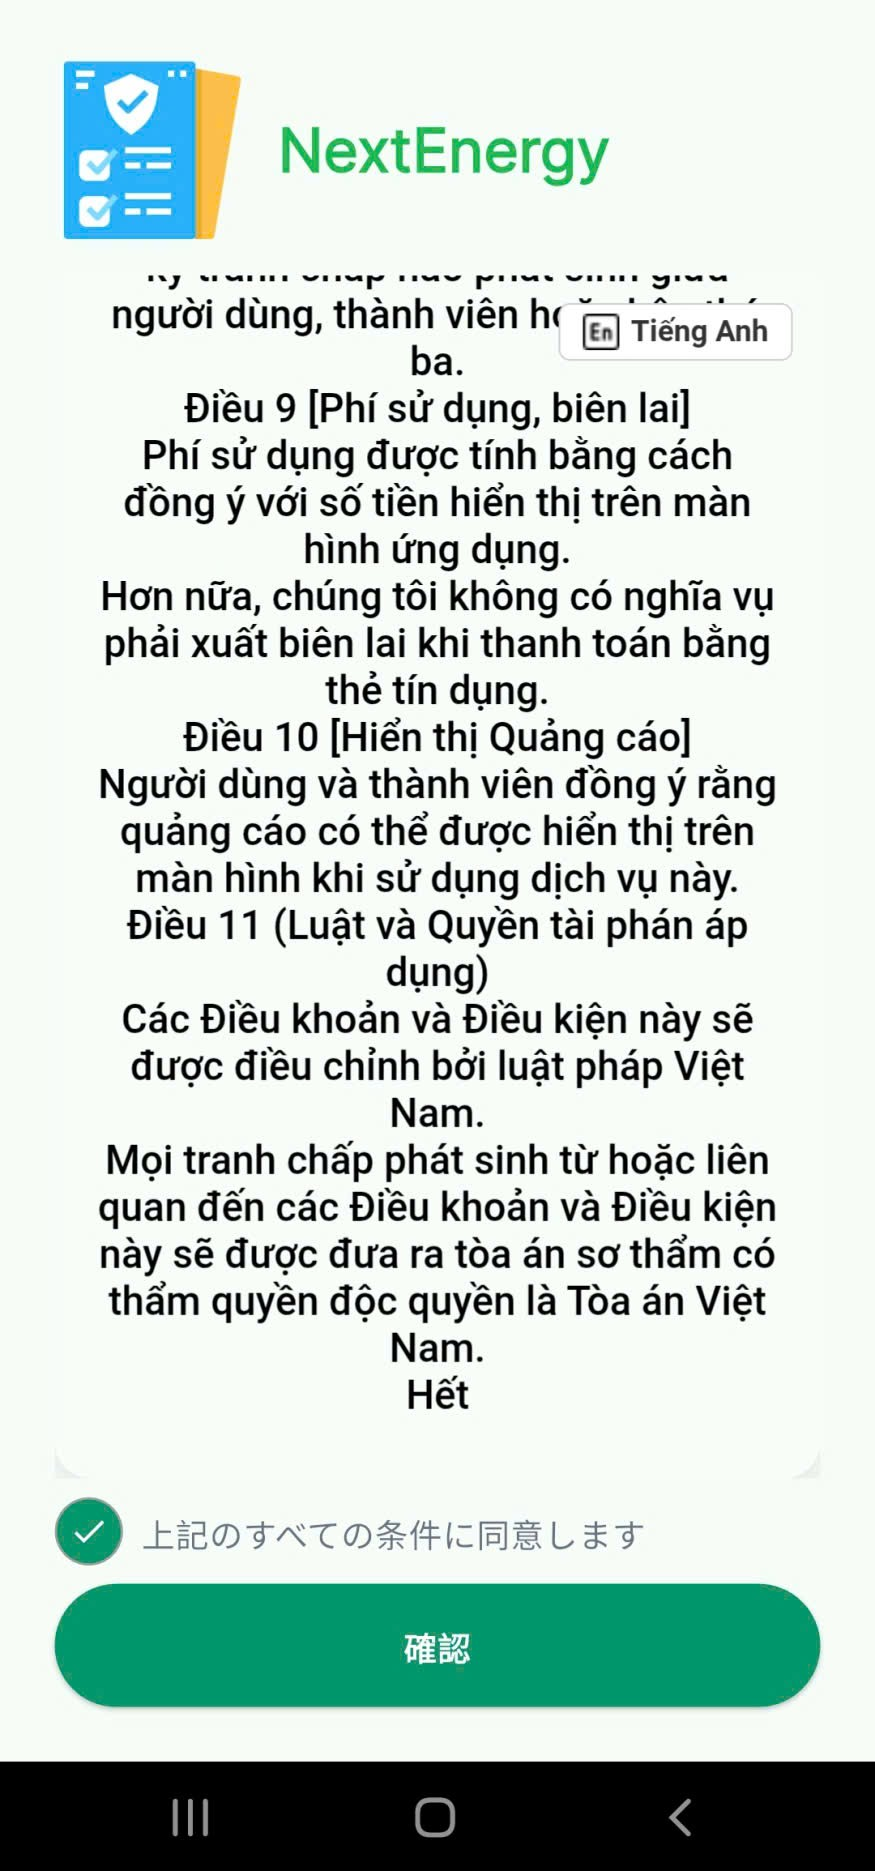 NextEnergy
người dùng, thành viên
En Tiếng Anh
ba.
Điều 9 [Phí sử dụng, biên lai]
Phí sử dụng được tính bằng cách
đồng ý với số tiền hiển thị trên màn
hình ứng dụng.
Hơn nữa, chúng tôi không có nghĩa vụ
phải xuất biên lai khi thanh toán bằng
thẻ tín dụng.
Điều 10 [Hiển thị Quảng cáo]
Người dùng và thành viên đồng ý rằng
quảng cáo có thể được hiển thị trên
màn hình khi sử dụng dịch vụ này.
Điều 11 (Luật và Quyền tài phán áp
dụng)
Các Điều khoản và Điều kiện này sẽ
được điều chỉnh bởi luật pháp Việt
Nam.
Mọi tranh chấp phát sinh từ hoặc liên
quan đến các Điều khoản và Điều kiện
này sẽ được đưa ra tòa án sơ thẩm có
thẩm quyền độc quyền là Tòa án Việt
Nam.
Hết
上記のすべての条件に同意します
確認